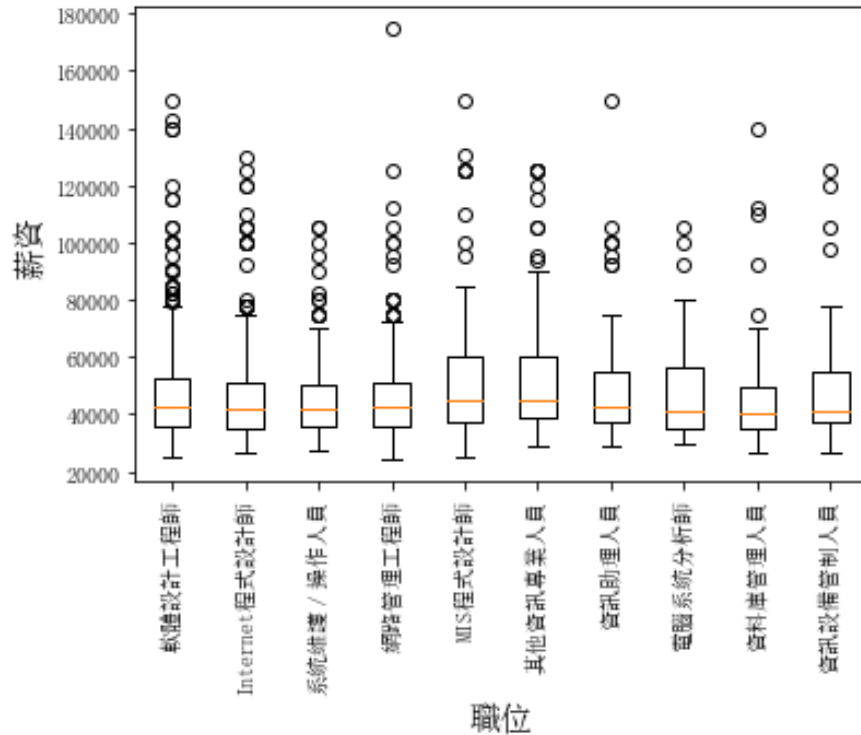 180000
160000
140000
120000
100000
80000
60000
40000
20000
薪資
軟體設計工程師
Internet程式設計師
系統維護/操作人員
網路管理工程師
MIS程式設計師
其他資訊專業人員
資訊助理人員
電腦系統分析師
資料庫管理人員
資訊設備管制人員
職位